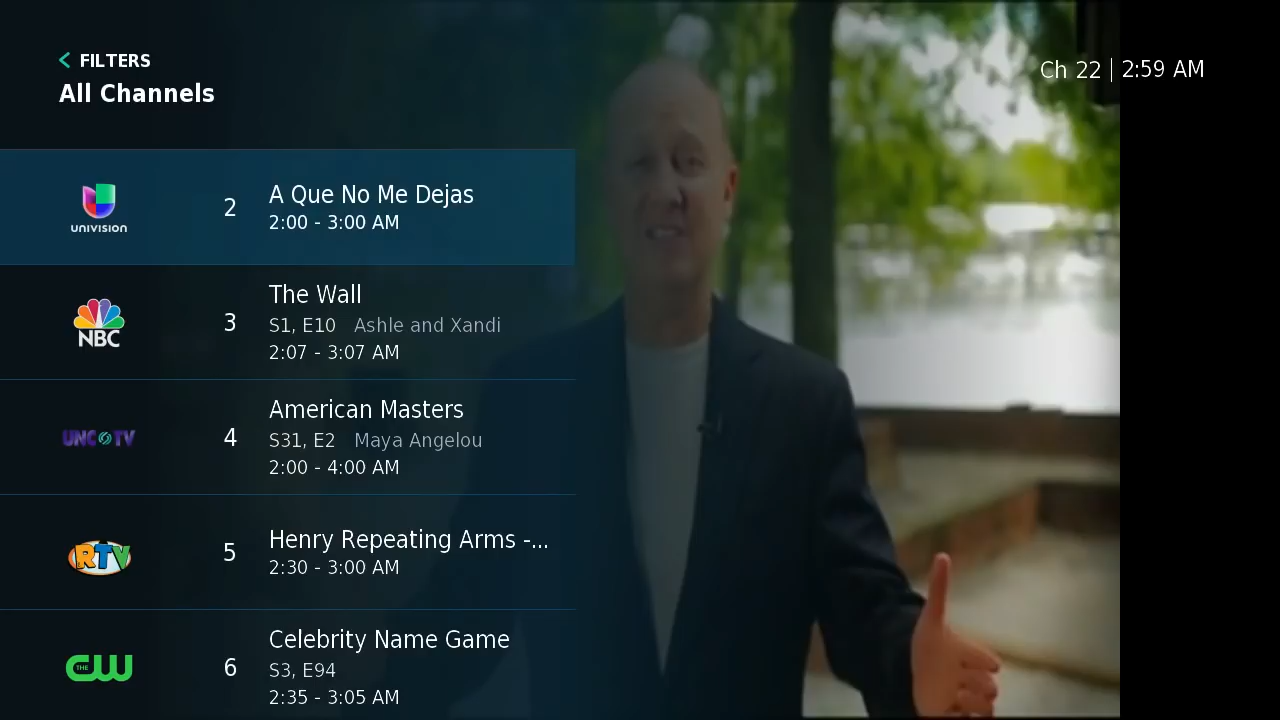 FILTERS
All Channels
Ch 22 | 2:59 AM
UNIVISION
2
A Que No Me Dejas
2:00 - 3:00 AM
NBC
3
The Wall
S1, E10 Ashle and Xandi
2:07 - 3:07 AM
UNC TV
4
American Masters
S31, E2 Maya Angelou
2:00 - 4:00 AM
RTV
5
Henry Repeating Arms -...
2:30 - 3:00 AM
THE CW
6
Celebrity Name Game
S3, E94
2:35 - 3:05 AM